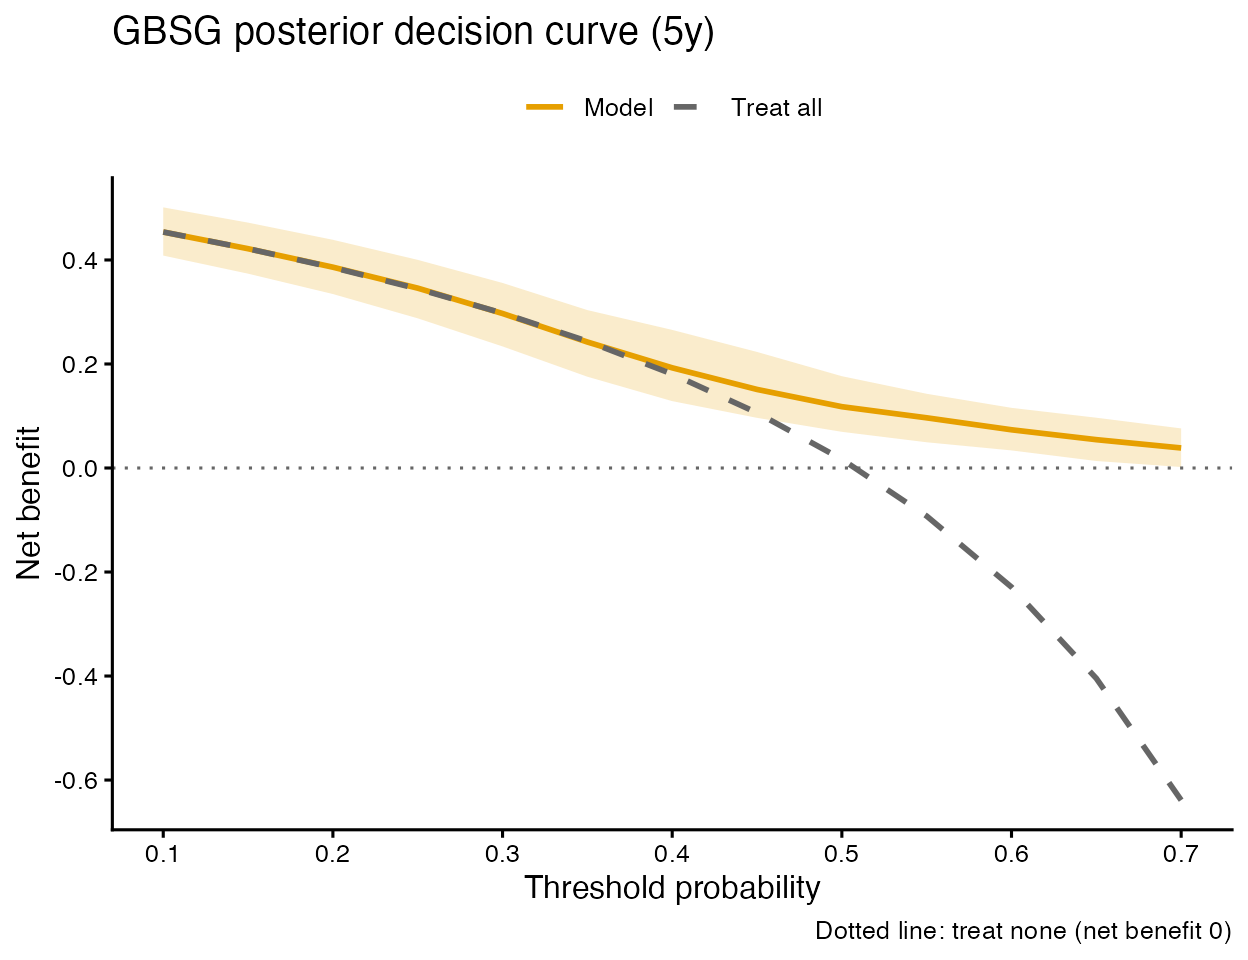 GBSG posterior decision curve (5y)
Model
Treat all
Net benefit
0.4
0.2
0.0
-0.2
-0.4
-0.6
0.1
0.2
0.3
0.4
0.5
0.6
0.7
Threshold probability
Dotted line: treat none (net benefit 0)